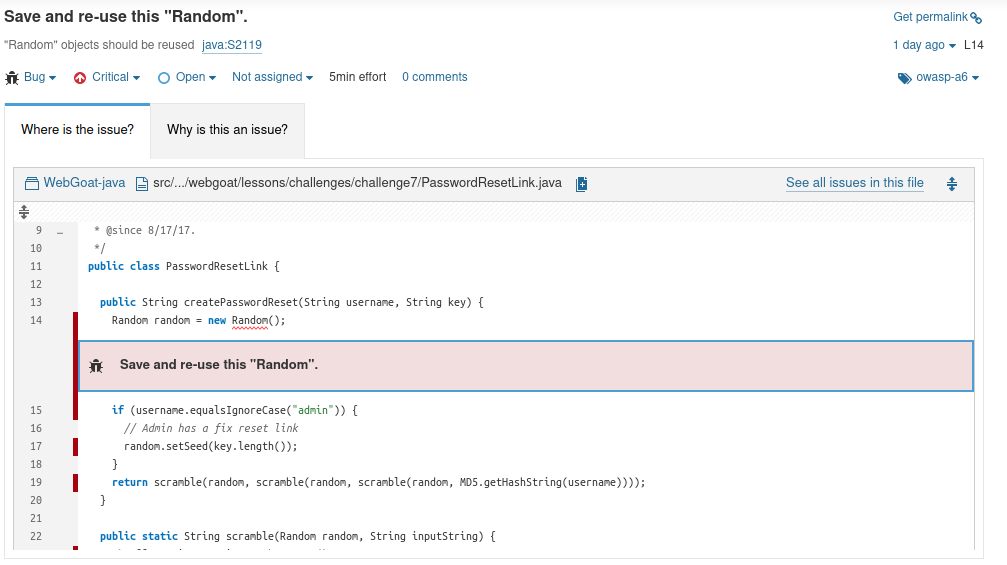 Save and re-use this "Random".
Get permalink
"Random" objects should be reused java:S2119
1 day ago L14
Bug Critical Open Not assigned 5min effort 0 comments
owasp-a6
Where is the issue? Why is this an issue?
WebGoat-java src/.../webgoat/lessons/challenges/challenge7/PasswordResetLink.java See all issues in this file
9 … * @since 8/17/17.
10 */
11 public class PasswordResetLink {
12
13 public String createPasswordReset(String username, String key) {
14 Random random = new Random();
Save and re-use this "Random".
15 if (username.equalsIgnoreCase("admin")) {
16 // Admin has a fix reset link
17 random.setSeed(key.length());
18 }
19 return scramble(random, scramble(random, scramble(random, MD5.getHashString(username))));
20 }
21
22 public static String scramble(Random random, String inputString) {